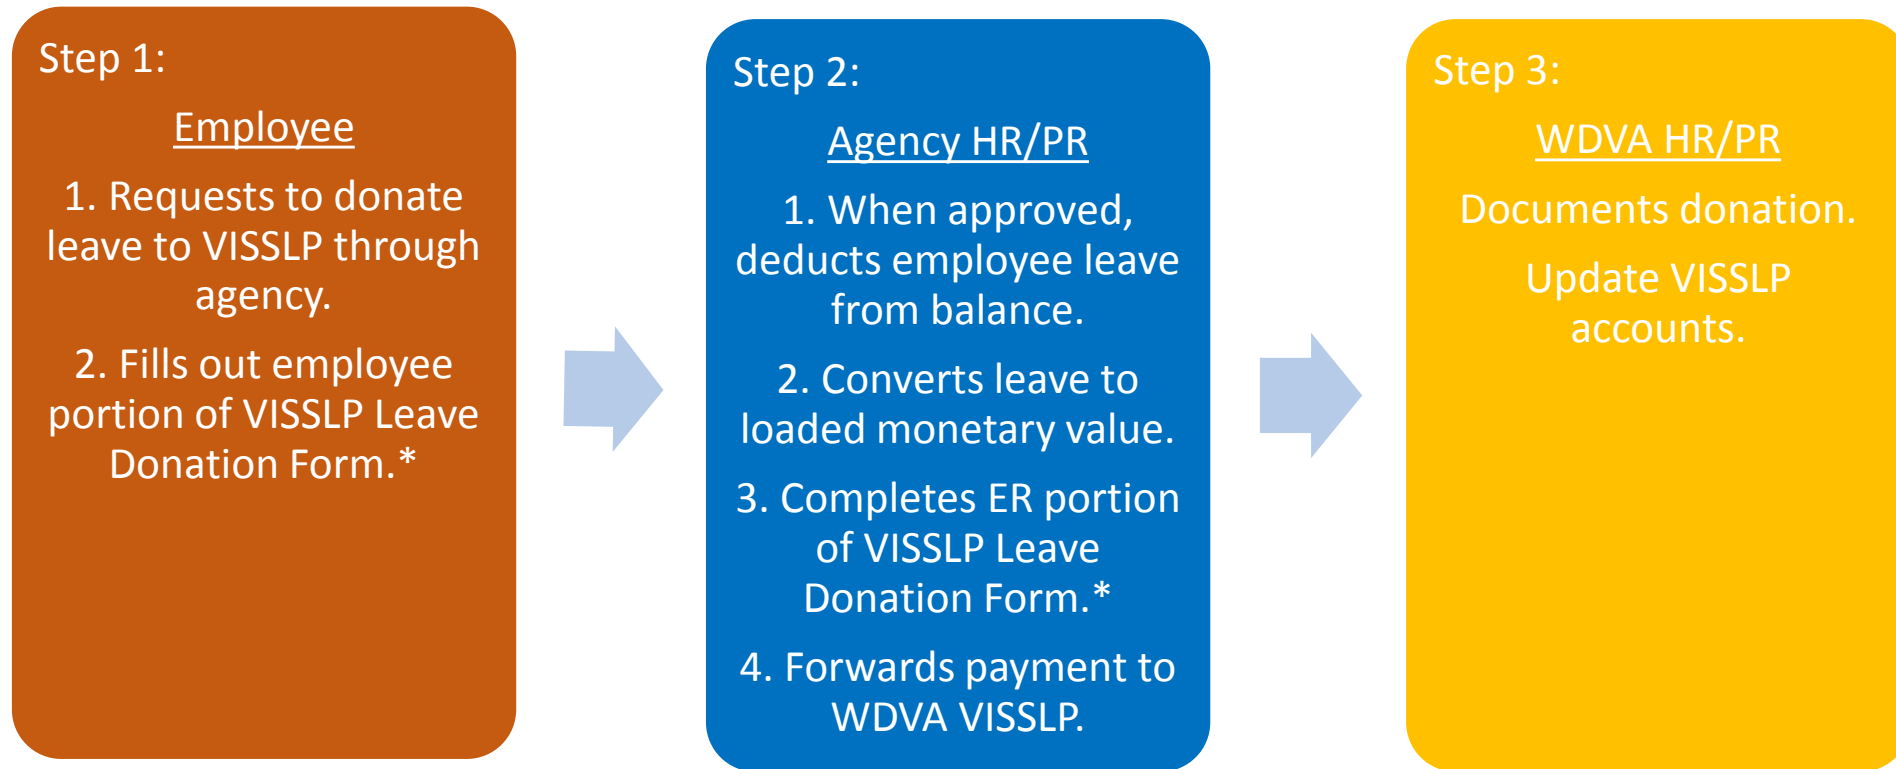 Step 1:
Employee
1. Requests to donate
leave to VISSLP through
agency.
2. Fills out employee
portion of VISSLP Leave
Donation Form.*
Step 2:
Agency HR/PR
1. When approved,
deducts employee leave
from balance.
2. Converts leave to
loaded monetary value.
3. Completes ER portion
of VISSLP Leave
Donation Form.*
4. Forwards payment to
WDVA VISSLP.
Step 3:
WDVA HR/PR
Documents donation.
Update VISSLP
accounts.